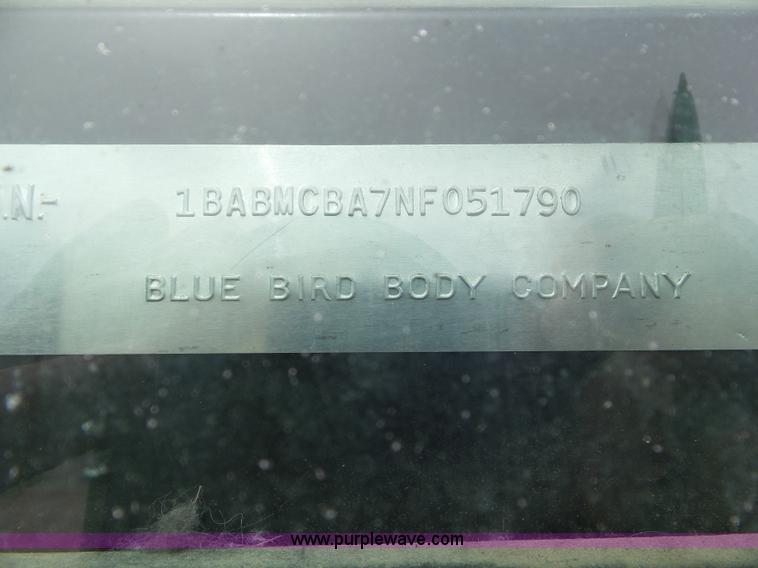 .I.N.- 1BABMCBA7NF051790
BLUE BIRD BODY COMPANY
www.purplewave.com